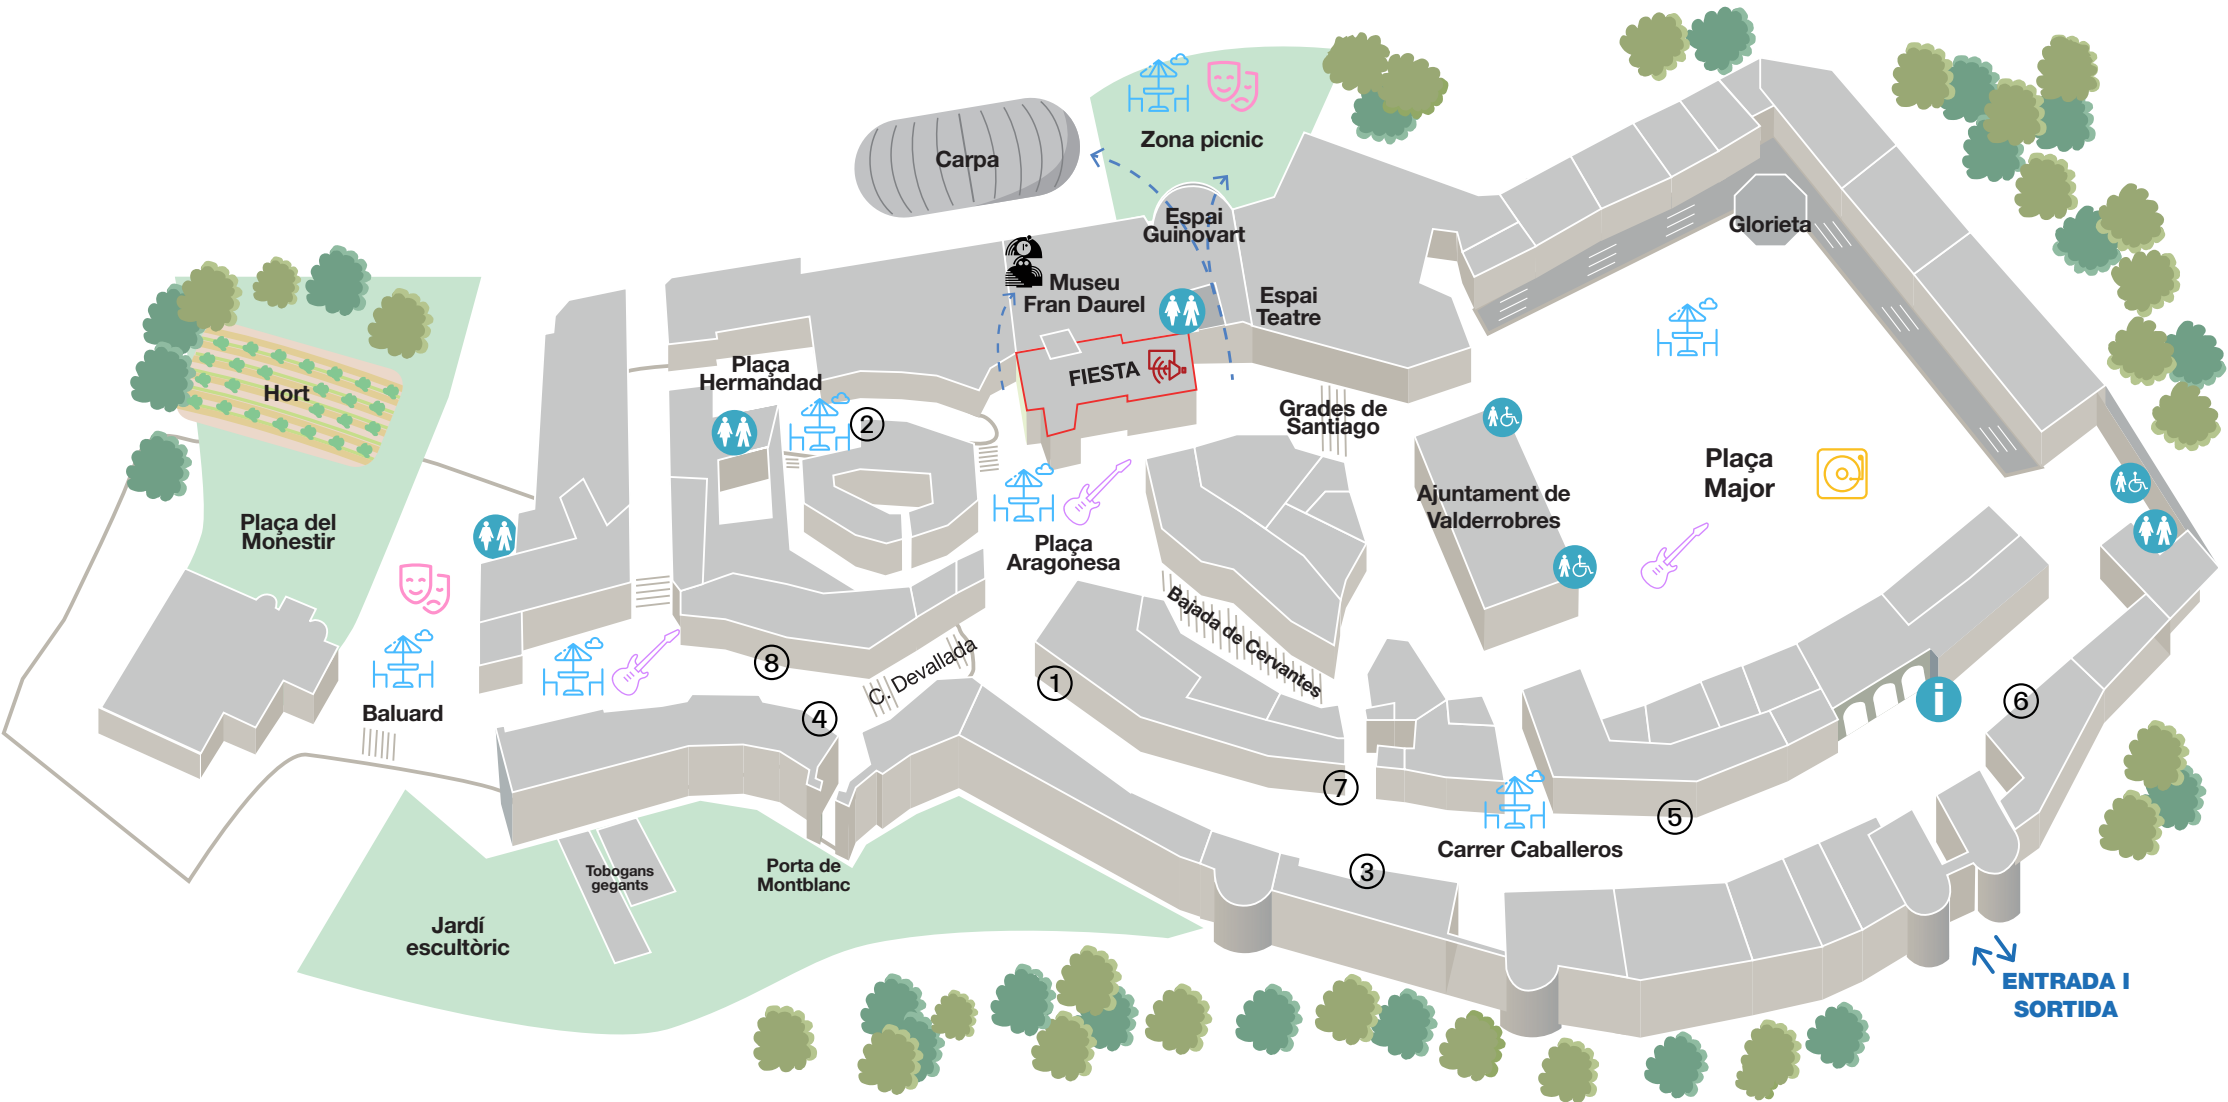 Zona picnic
Carpa
Espai
Guinovart
Glorieta
Museu
Fran Daurel
Espai
Teatre
Plaça
Hermandad
FIESTA
Hort
2
Grades de
Santiago
Plaça
Major
Ajuntament de
Valderrobres
Plaça del
Monestir
Plaça
Aragonesa
Bajada de Cervantes
C. Devallada
8
1
4
i
6
Baluard
7
5
Carrer Caballeros
3
Tobogans
gegants
Porta de
Montblanc
Jardí
escultòric
ENTRADA I
SORTIDA